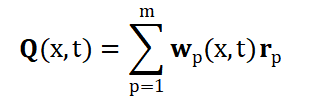 Q(x,t) = ∑_{p=1}^{m} w_p(x,t) r_p